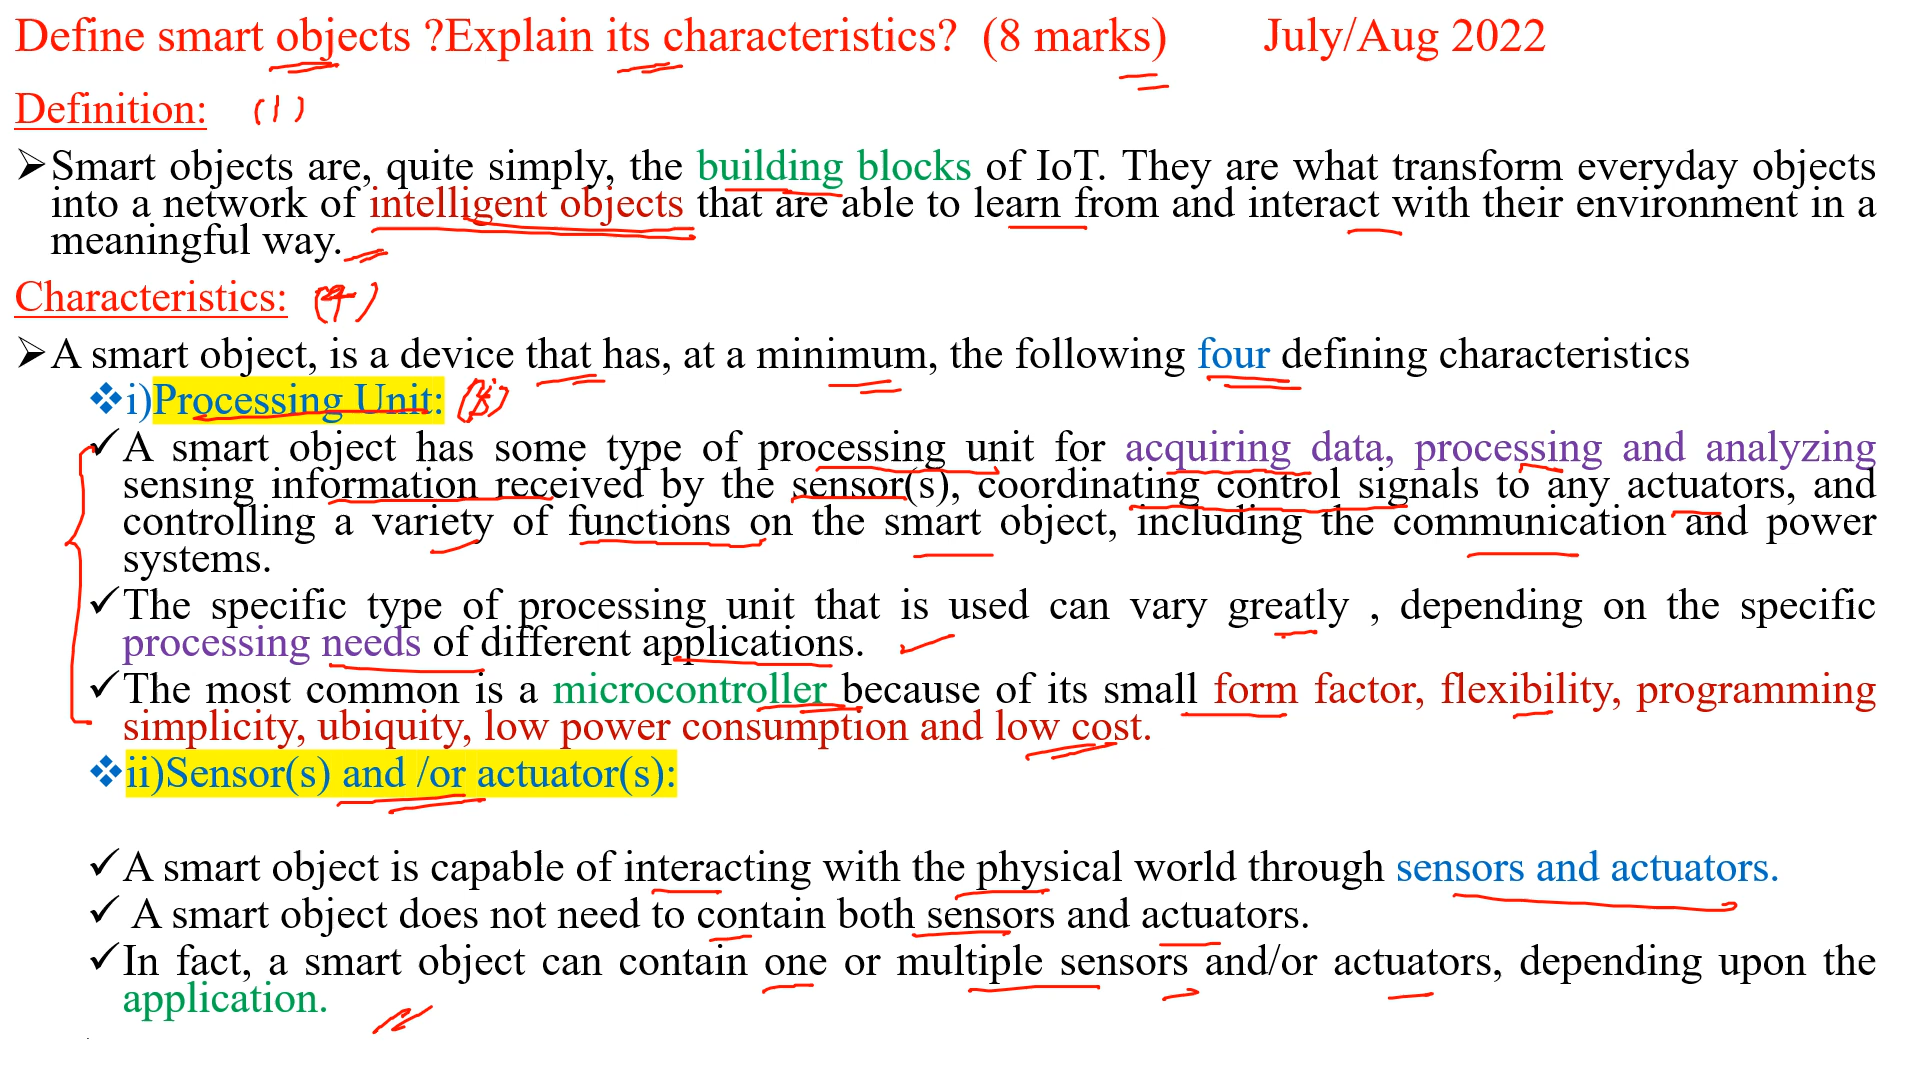 Define smart objects ?Explain its characteristics? (8 marks) July/Aug 2022
Definition: (1)
➢Smart objects are, quite simply, the building blocks of IoT. They are what transform everyday objects
into a network of intelligent objects that are able to learn from and interact with their environment in a
meaningful way.
Characteristics:
➢A smart object, is a device that has, at a minimum, the following four defining characteristics
❖i)Processing Unit:
✓A smart object has some type of processing unit for acquiring data, processing and analyzing
sensing information received by the sensor(s), coordinating control signals to any actuators, and
controlling a variety of functions on the smart object, including the communication and power
systems.
✓The specific type of processing unit that is used can vary greatly , depending on the specific
processing needs of different applications.
✓The most common is a microcontroller because of its small form factor, flexibility, programming
simplicity, ubiquity, low power consumption and low cost.
❖ii)Sensor(s) and /or actuator(s):
✓A smart object is capable of interacting with the physical world through sensors and actuators.
✓ A smart object does not need to contain both sensors and actuators.
✓In fact, a smart object can contain one or multiple sensors and/or actuators, depending upon the
application.